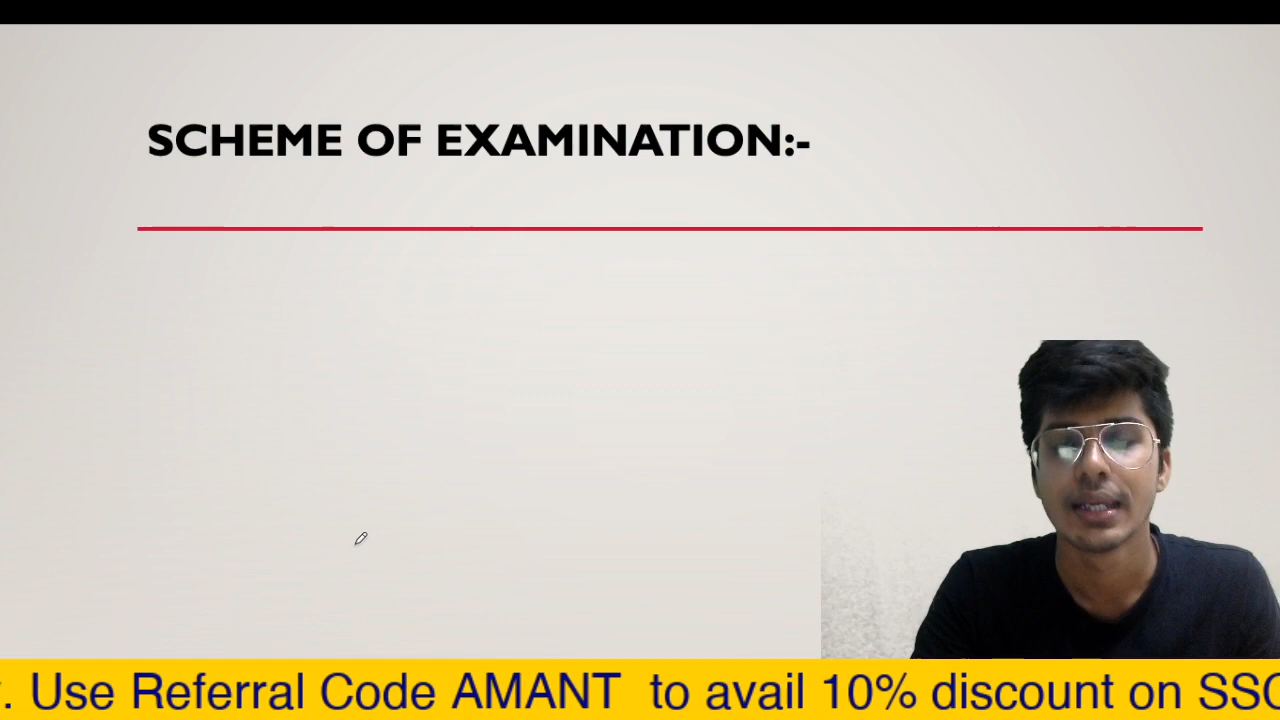 SCHEME OF EXAMINATION:-
. Use Referral Code AMANT to avail 10% discount on SSC